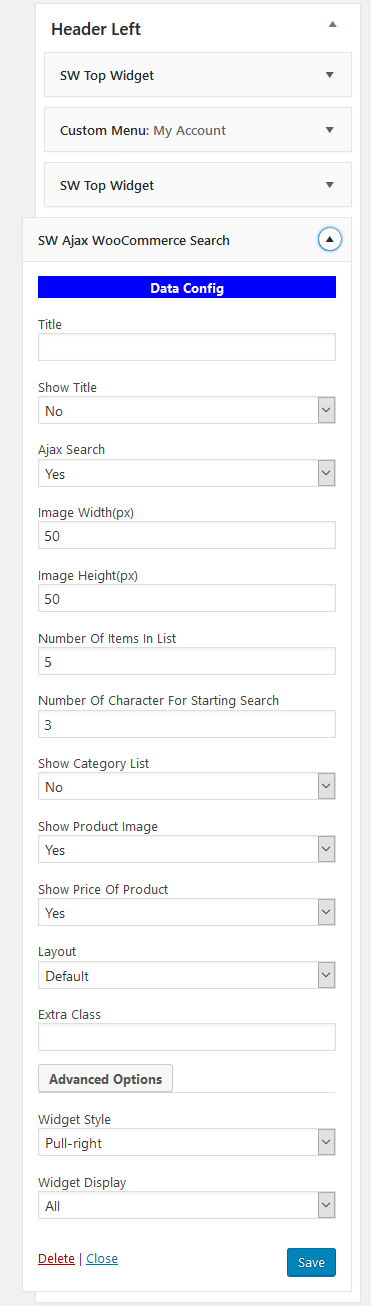 Header Left
SW Top Widget
Custom Menu: My Account
SW Top Widget
SW Ajax WooCommerce Search
Data Config
Title
Show Title
No
Ajax Search
Yes
Image Width(px)
50
Image Height(px)
50
Number Of Items In List
5
Number Of Character For Starting Search
3
Show Category List
No
Show Product Image
Yes
Show Price Of Product
Yes
Layout
Default
Extra Class
Advanced Options
Widget Style
Pull-right
Widget Display
All
Delete | Close Save